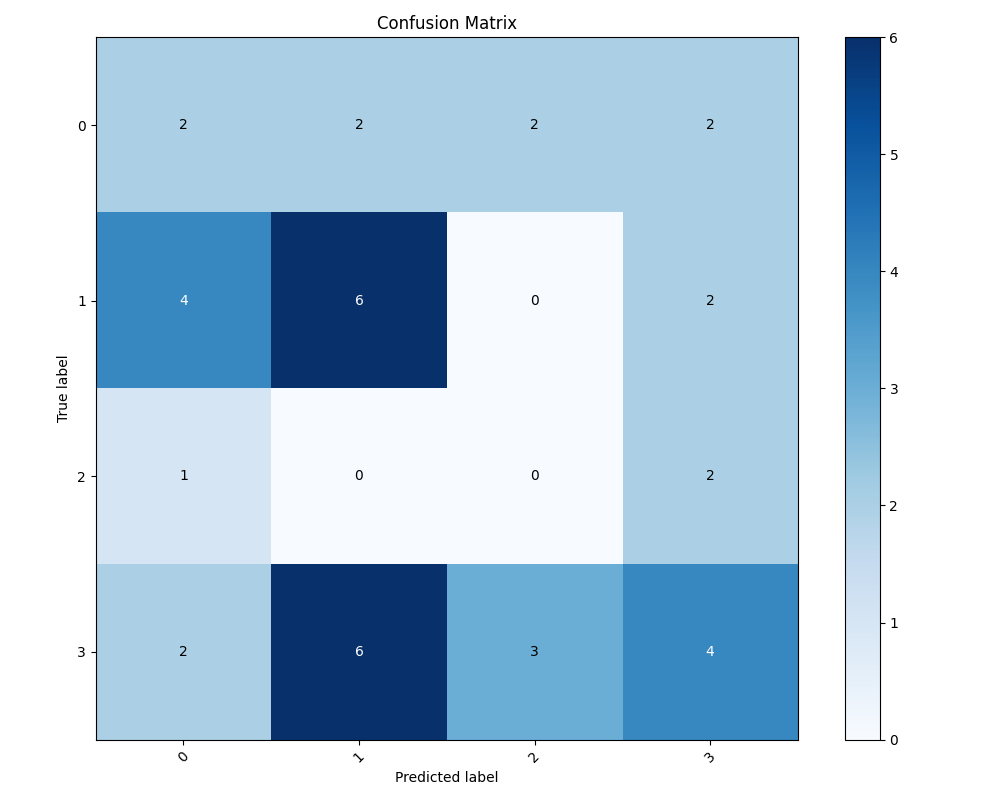 Confusion Matrix
True label
0 2 2 2 2
1 4 6 0 2
2 1 0 0 2
3 2 6 3 4
0 1 2 3
Predicted label
6
5
4
3
2
1
0